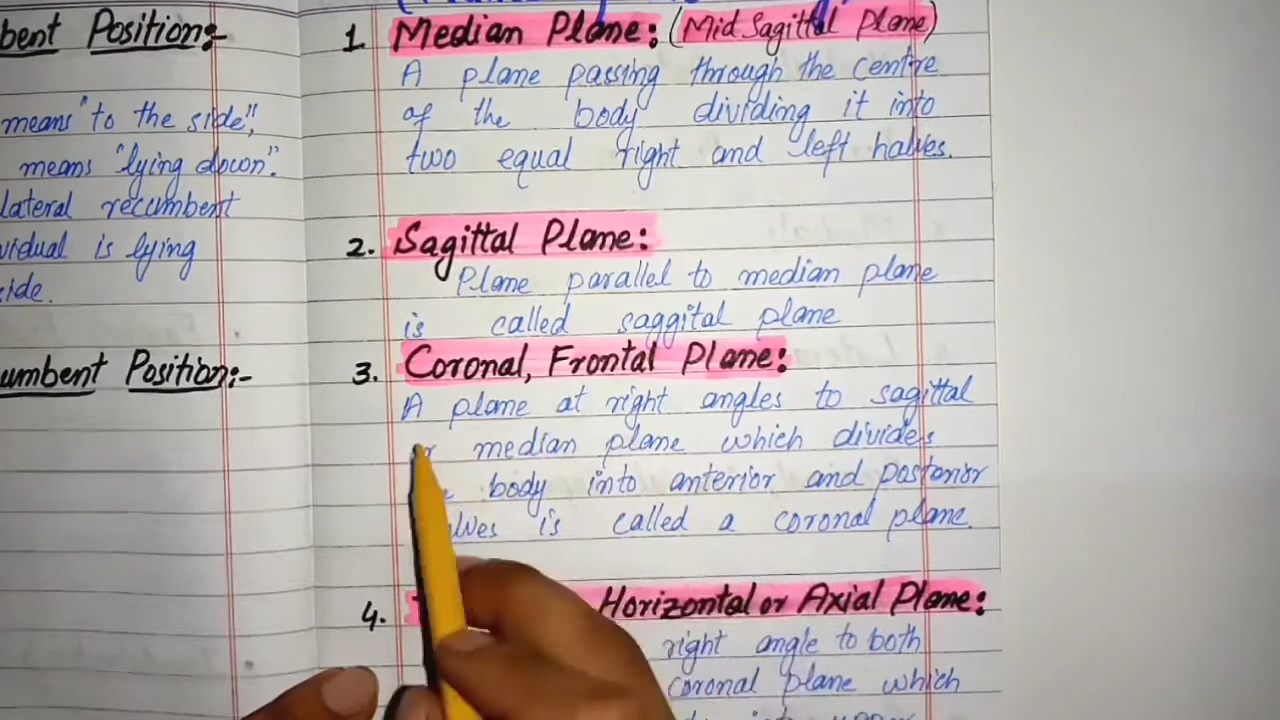 bent Position:-
means "to the side",
means "lying down".
lateral recumbent
vidual is lying
side.
umbent Position:-
1. Median Plane: (Mid Sagittal Plane)
A plane passing through the centre
of the body dividing it into
two equal right and left halves.
2. Sagittal Plane:
Plane parallel to median plane
is called saggital plane
3. Coronal, Frontal Plane:
A plane at right angles to sagittal
median plane which divides
body into anterior and posterior
is called a coronal plane.
4. Horizontal or Axial Plane:
right angle to both
coronal plane which